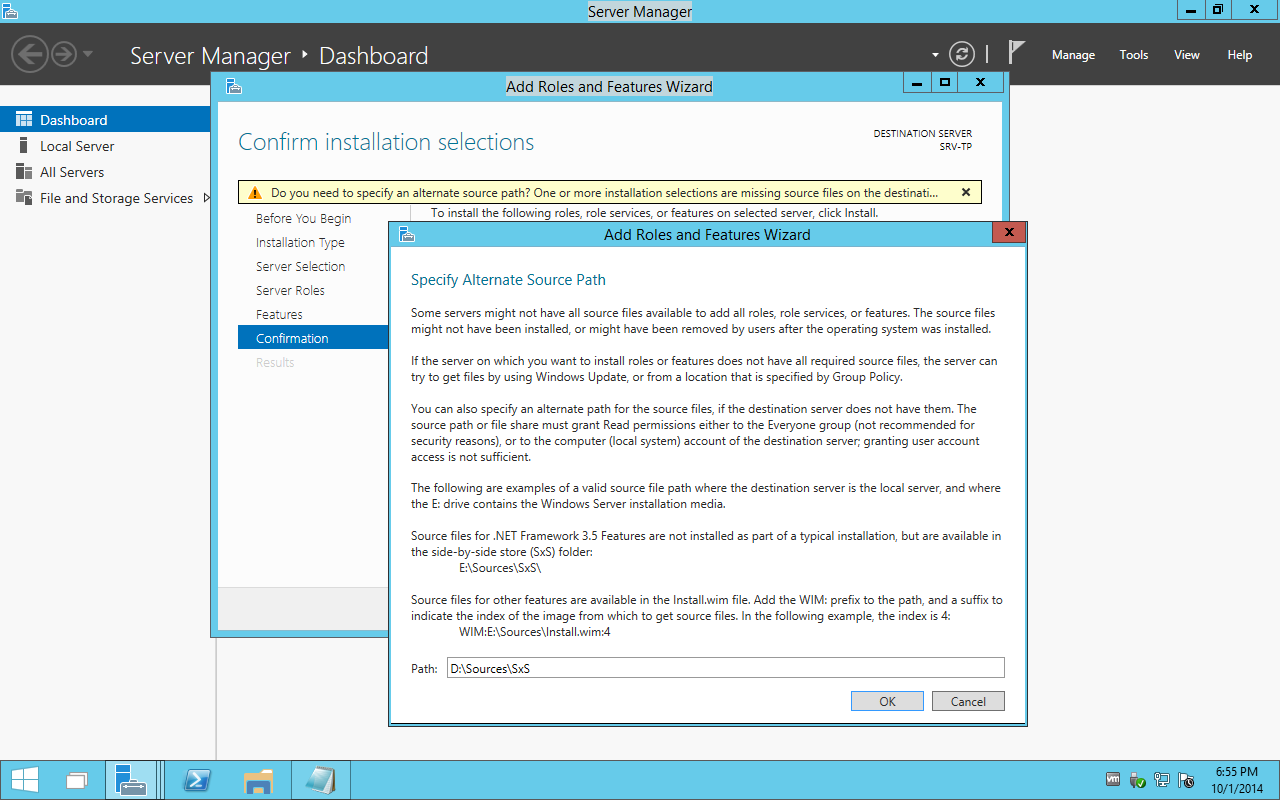 Server Manager
Server Manager ‣ Dashboard
Manage Tools View Help
Dashboard
Local Server
All Servers
File and Storage Services
Add Roles and Features Wizard
Confirm installation selections
DESTINATION SERVER
SRV-TP
Do you need to specify an alternate source path? One or more installation selections are missing source files on the destinati...
Before You Begin
Installation Type
Server Selection
Server Roles
Features
Confirmation
Results
To install the following roles, role services, or features on selected server, click Install.
Add Roles and Features Wizard
Specify Alternate Source Path
Some servers might not have all source files available to add all roles, role services, or features. The source files
might not have been installed, or might have been removed by users after the operating system was installed.
If the server on which you want to install roles or features does not have all required source files, the server can
try to get files by using Windows Update, or from a location that is specified by Group Policy.
You can also specify an alternate path for the source files, if the destination server does not have them. The
source path or file share must grant Read permissions either to the Everyone group (not recommended for
security reasons), or to the computer (local system) account of the destination server; granting user account
access is not sufficient.
The following are examples of a valid source file path where the destination server is the local server, and where
the E: drive contains the Windows Server installation media.
Source files for .NET Framework 3.5 Features are not installed as part of a typical installation, but are available in
the side-by-side store (SxS) folder:
E:\Sources\SxS\
Source files for other features are available in the Install.wim file. Add the WIM: prefix to the path, and a suffix to
indicate the index of the image from which to get source files. In the following example, the index is 4:
WIM:E:\Sources\Install.wim:4
Path: D:\Sources\SxS
OK Cancel
vm
6:55 PM
10/1/2014